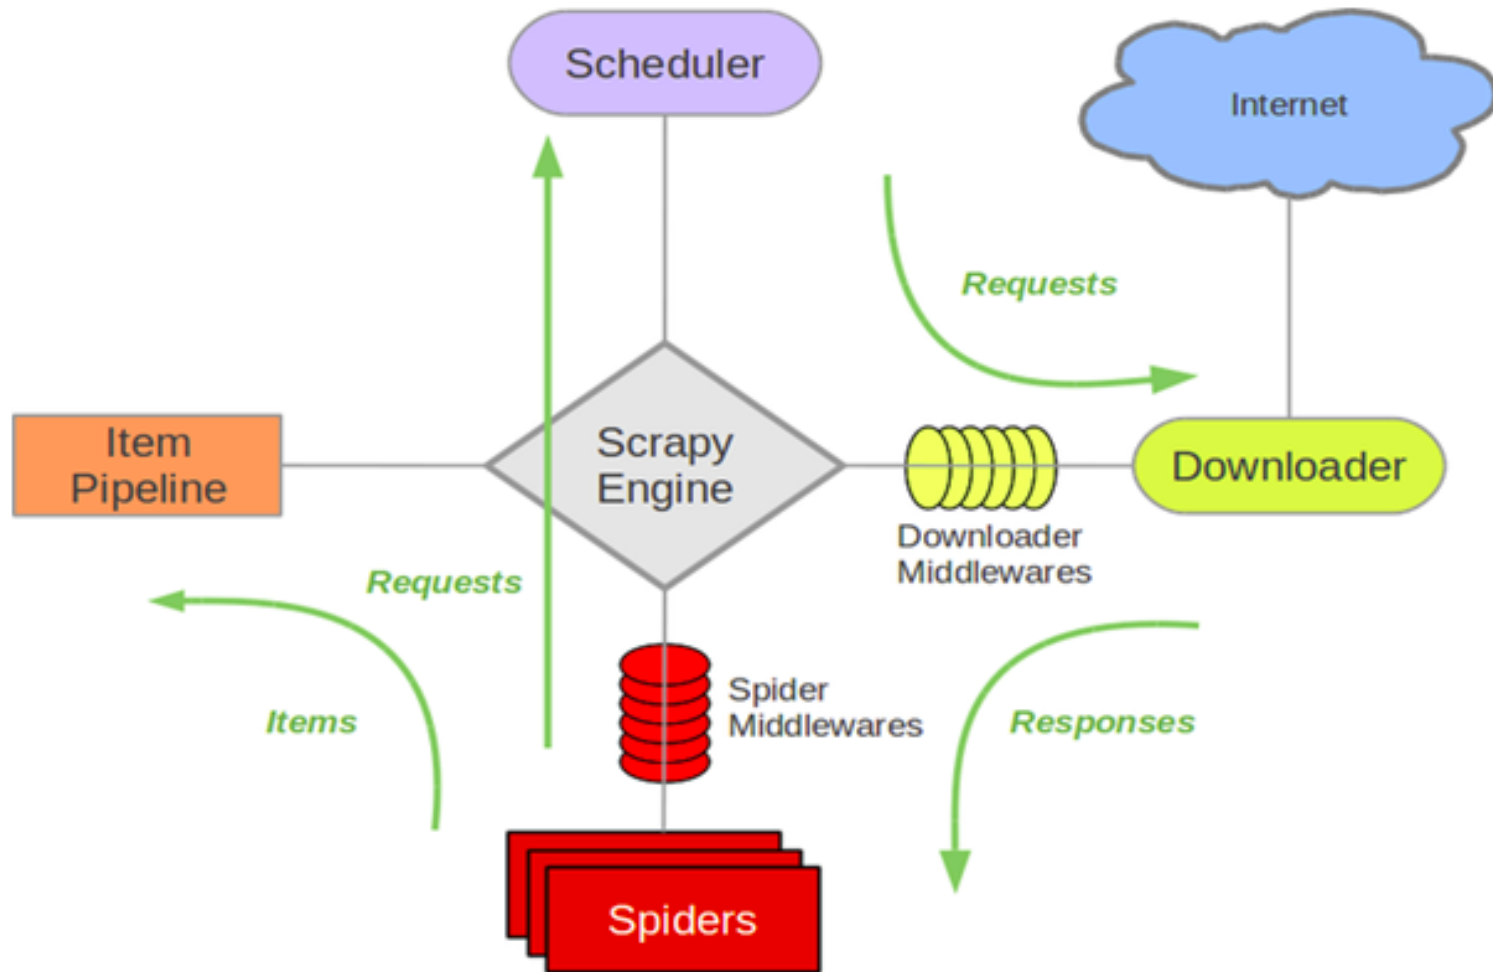 Scheduler
Internet
Requests
Item
Pipeline
Scrapy
Engine
Downloader
Downloader
Middlewares
Requests
Spider
Middlewares
Items
Responses
Spiders